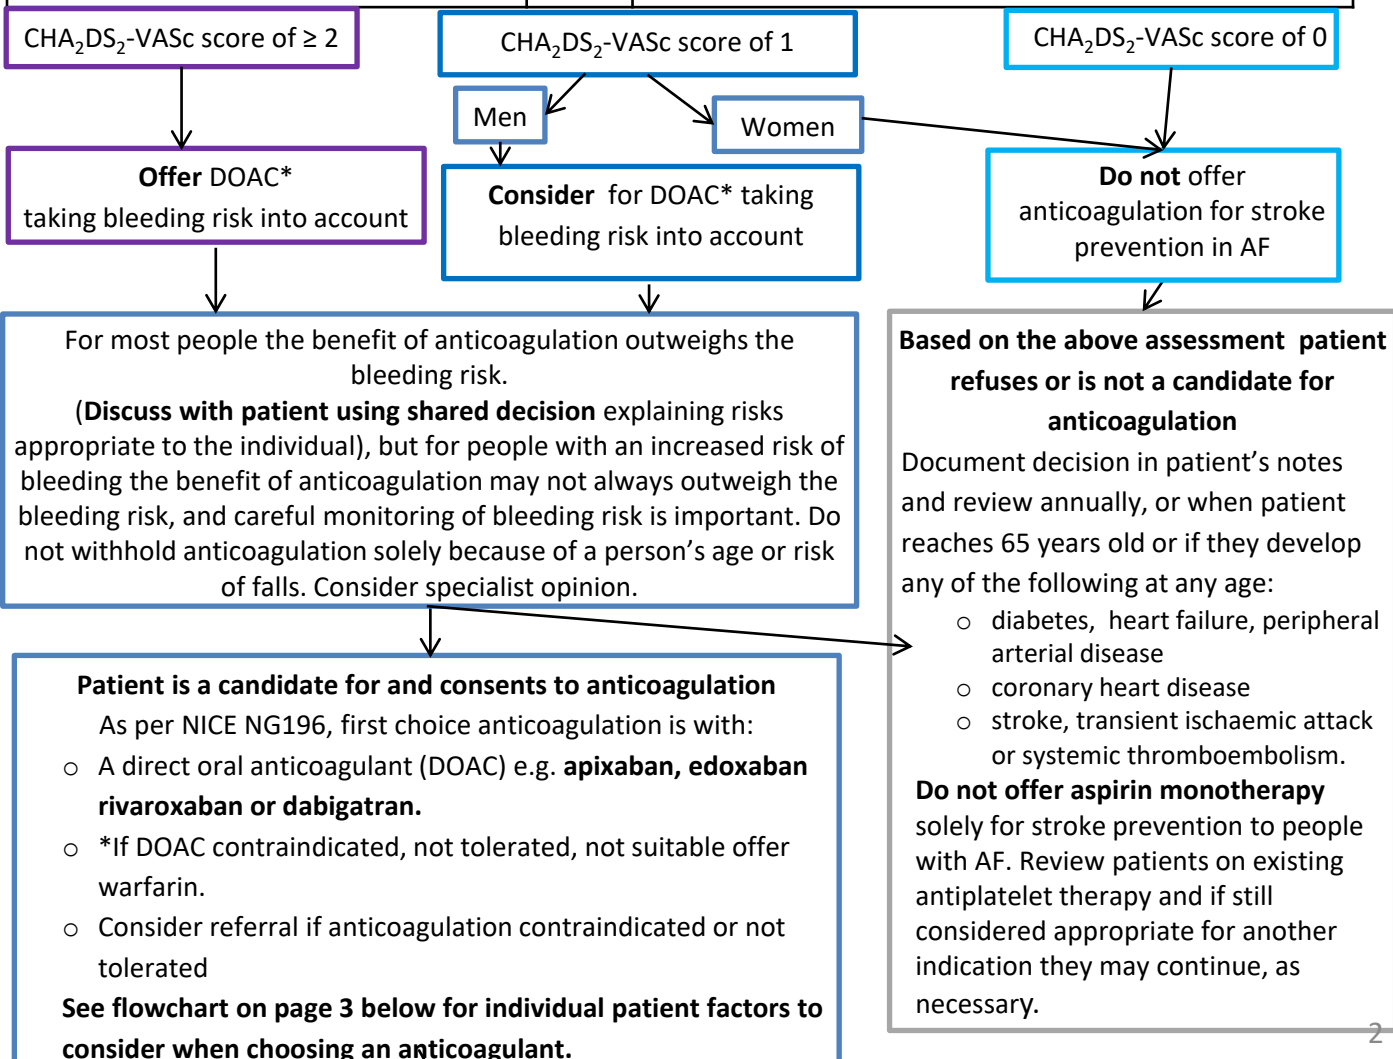 CHA₂DS₂-VASc score of ≥ 2
CHA₂DS₂-VASc score of 1
CHA₂DS₂-VASc score of 0
Men
Women
Offer DOAC*
taking bleeding risk into account
Consider for DOAC* taking
bleeding risk into account
Do not offer
anticoagulation for stroke
prevention in AF
For most people the benefit of anticoagulation outweighs the
bleeding risk.
(Discuss with patient using shared decision explaining risks
appropriate to the individual), but for people with an increased risk of
bleeding the benefit of anticoagulation may not always outweigh the
bleeding risk, and careful monitoring of bleeding risk is important. Do
not withhold anticoagulation solely because of a person's age or risk
of falls. Consider specialist opinion.
Based on the above assessment patient
refuses or is not a candidate for
anticoagulation
Document decision in patient's notes
and review annually, or when patient
reaches 65 years old or if they develop
any of the following at any age:
o diabetes, heart failure, peripheral
arterial disease
o coronary heart disease
o stroke, transient ischaemic attack
or systemic thromboembolism.
Do not offer aspirin monotherapy
solely for stroke prevention to people
with AF. Review patients on existing
antiplatelet therapy and if still
considered appropriate for another
indication they may continue, as
necessary.
Patient is a candidate for and consents to anticoagulation
As per NICE NG196, first choice anticoagulation is with:
o A direct oral anticoagulant (DOAC) e.g. apixaban, edoxaban
rivaroxaban or dabigatran.
o *If DOAC contraindicated, not tolerated, not suitable offer
warfarin.
o Consider referral if anticoagulation contraindicated or not
tolerated
See flowchart on page 3 below for individual patient factors to
consider when choosing an anticoagulant.
2